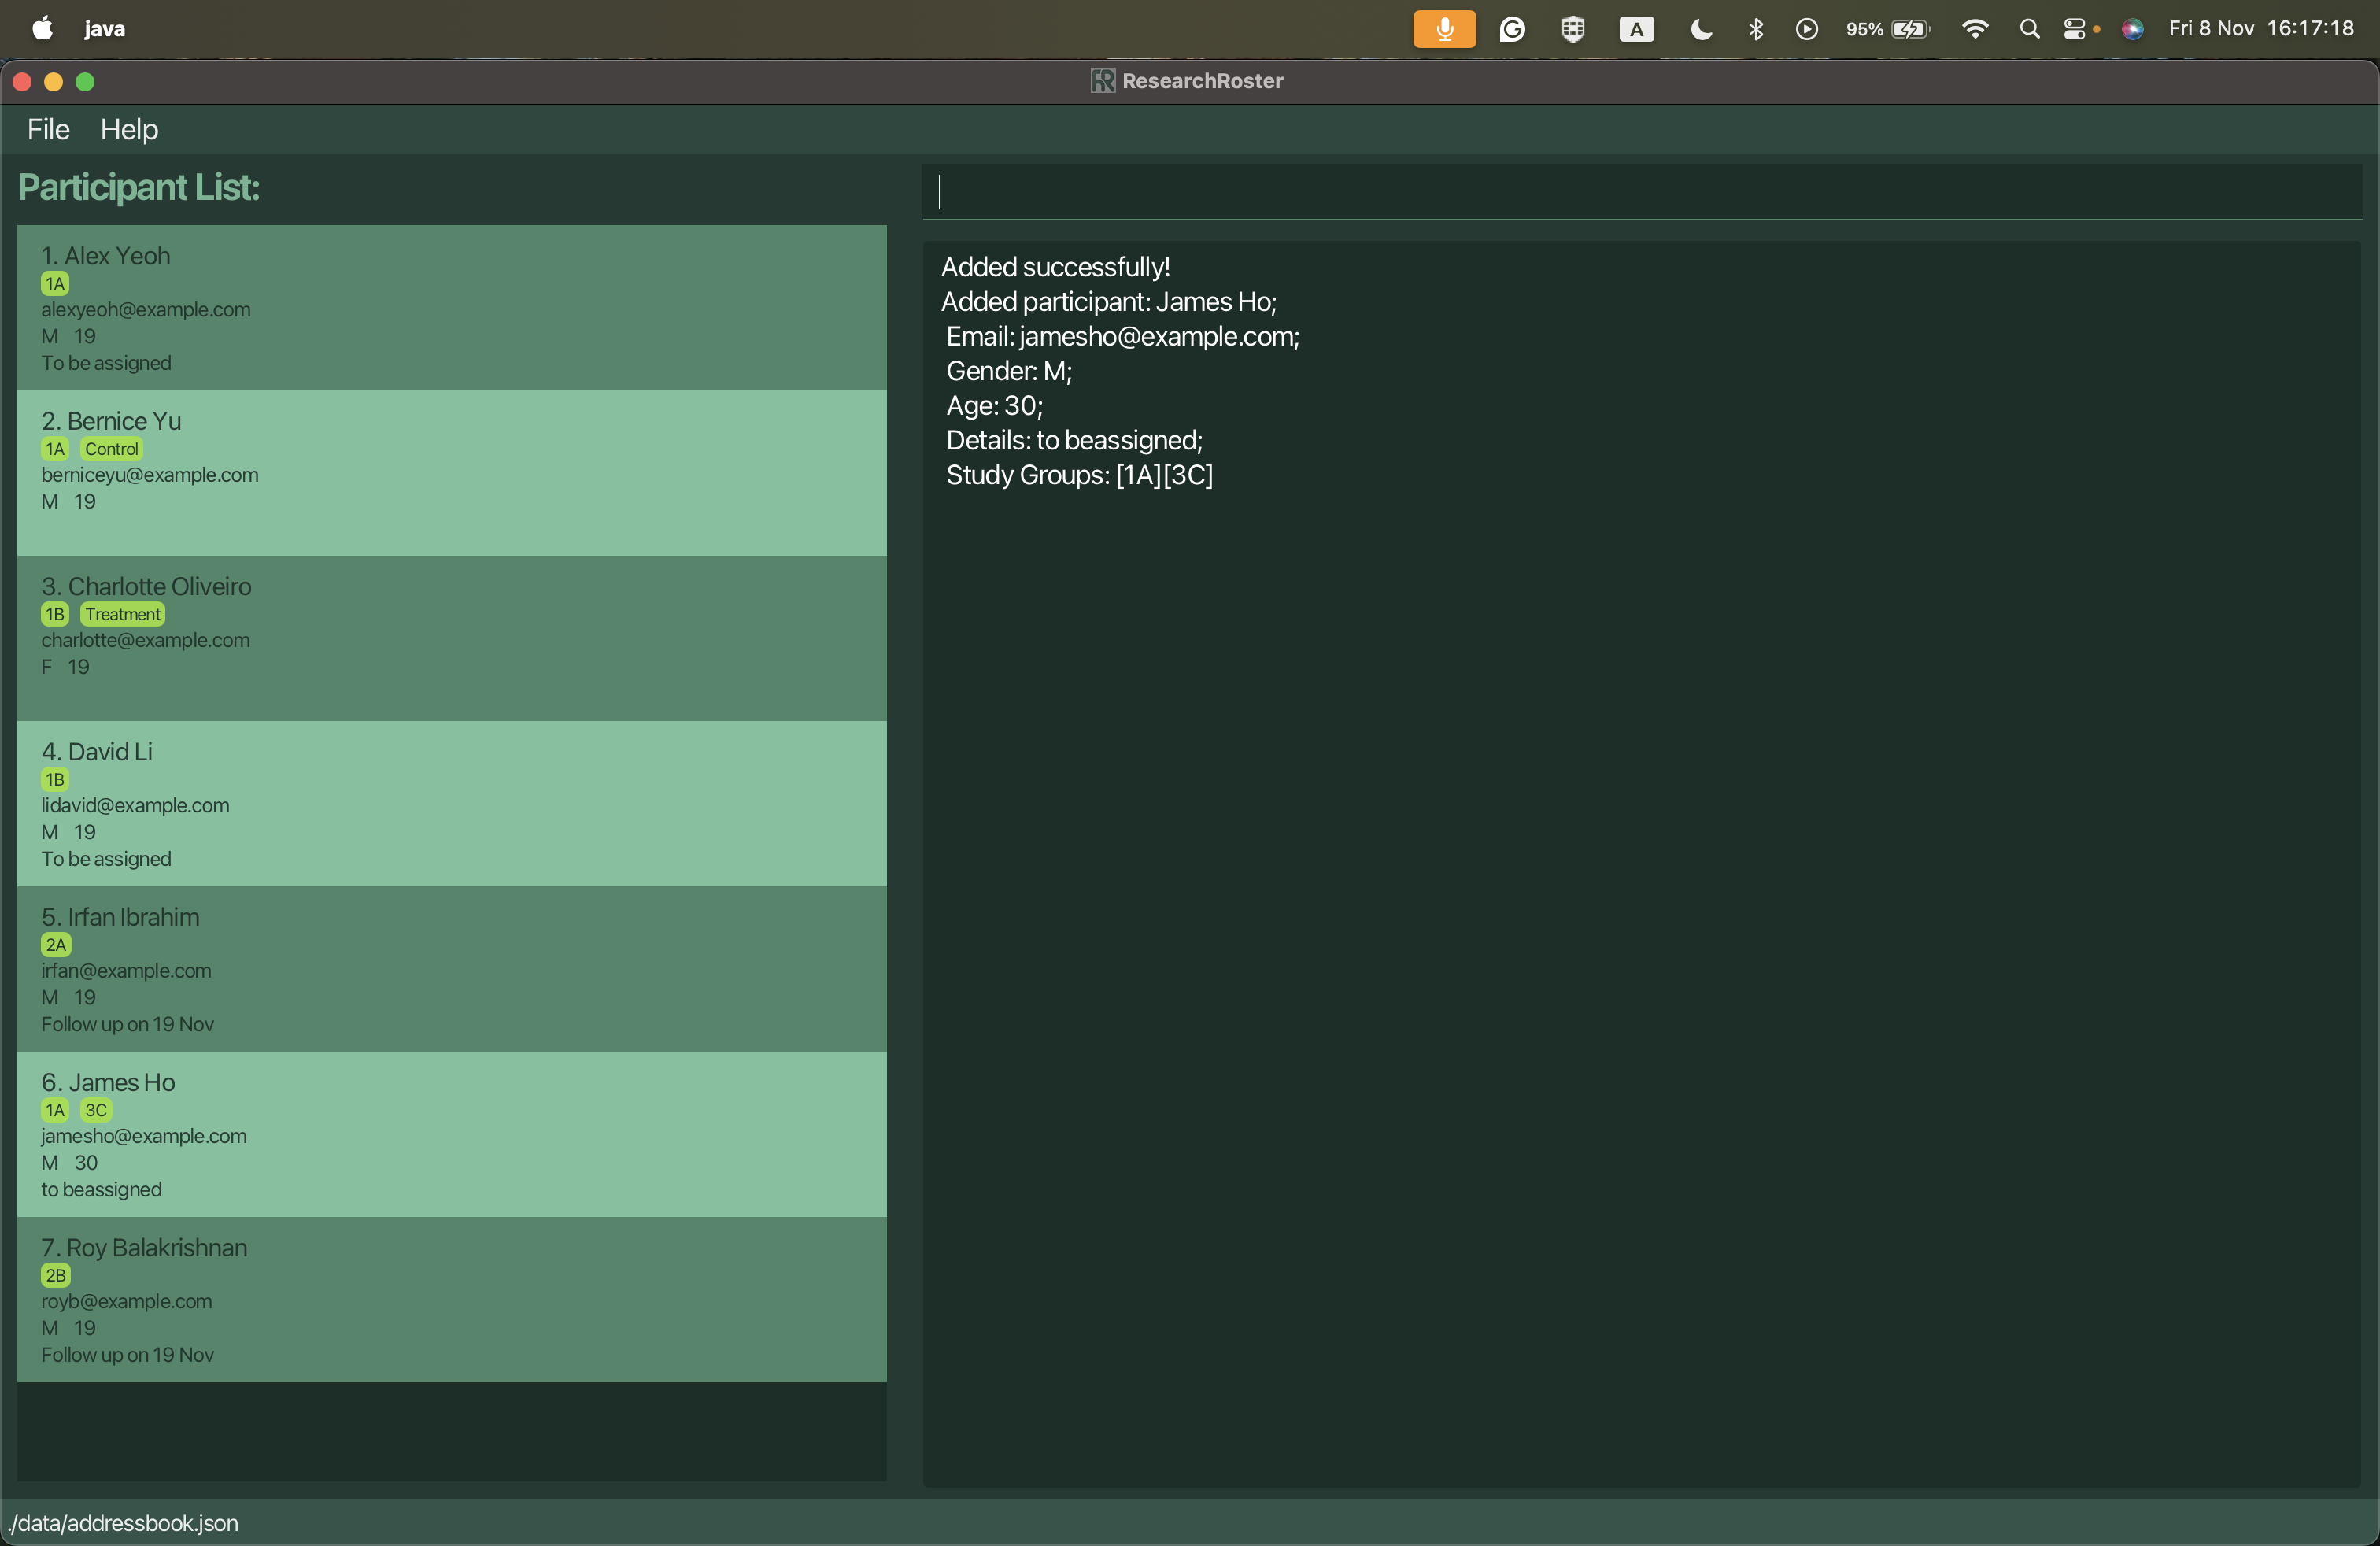 java
A
95%
Fri 8 Nov 16:17:18
ResearchRoster
File Help
Participant List:
1. Alex Yeoh
1A
alexyeoh@example.com
M 19
To be assigned
2. Bernice Yu
1A Control
berniceyu@example.com
M 19
3. Charlotte Oliveiro
1B Treatment
charlotte@example.com
F 19
4. David Li
1B
lidavid@example.com
M 19
To be assigned
5. Irfan Ibrahim
2A
irfan@example.com
M 19
Follow up on 19 Nov
6. James Ho
1A 3C
jamesho@example.com
M 30
to beassigned
7. Roy Balakrishnan
2B
royb@example.com
M 19
Follow up on 19 Nov
Added successfully!
Added participant: James Ho;
Email: jamesho@example.com;
Gender: M;
Age: 30;
Details: to beassigned;
Study Groups: [1A][3C]
./data/addressbook.json